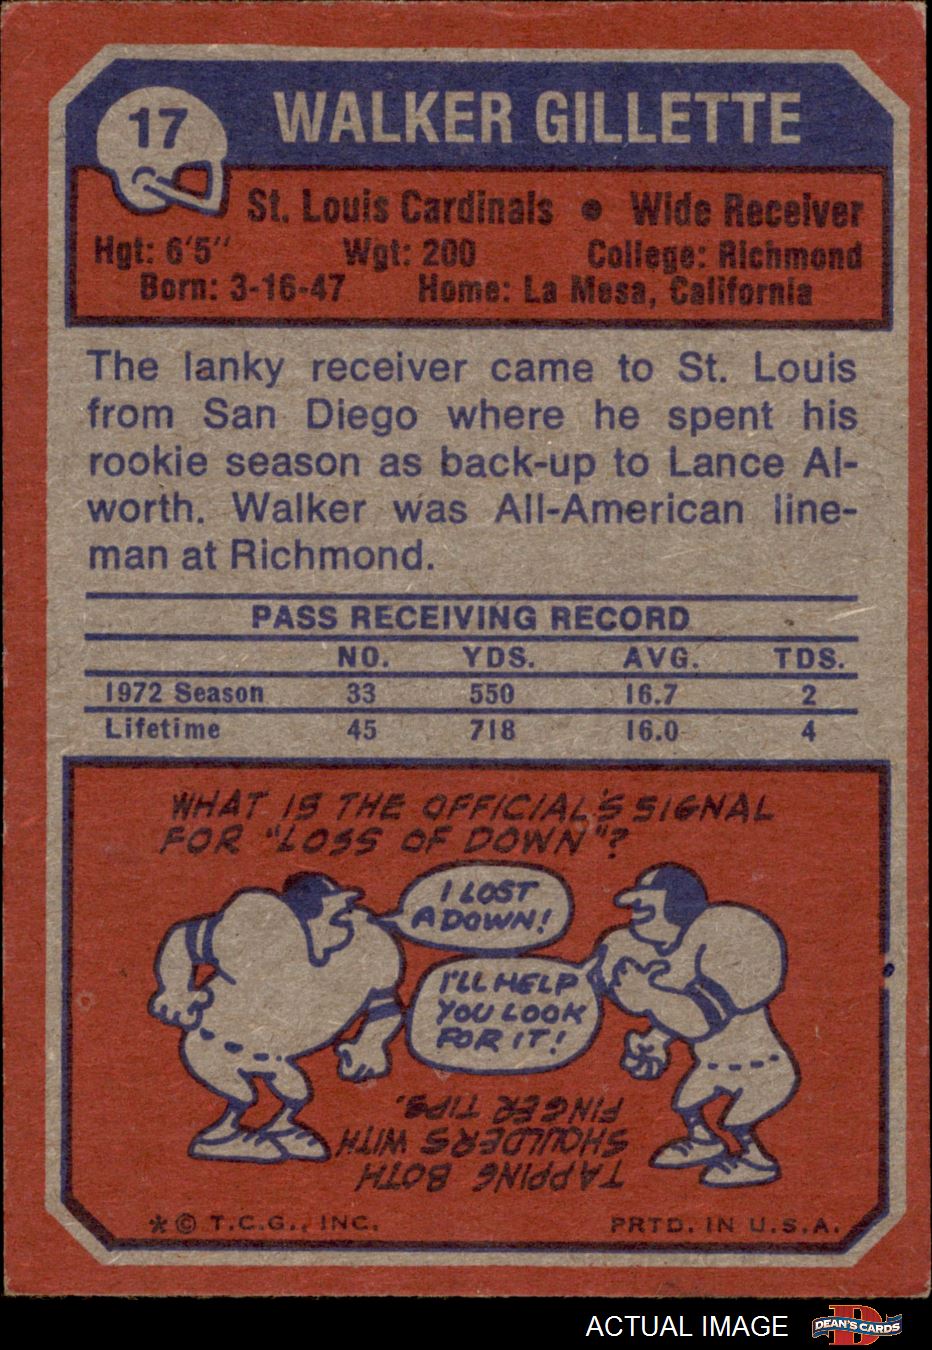 17
WALKER GILLETTE
St. Louis Cardinals • Wide Receiver
Hgt: 6'5" Wgt: 200 College: Richmond
Born: 3-16-47 Home: La Mesa, California
The lanky receiver came to St. Louis
from San Diego where he spent his
rookie season as back-up to Lance Al-
worth. Walker was All-American line-
man at Richmond.
PASS RECEIVING RECORD
NO. YDS. AVG. TDS.
1972 Season 33 550 16.7 2
Lifetime 45 718 16.0 4
WHAT IS THE OFFICIAL'S SIGNAL
FOR "LOSS OF DOWN"?
I LOST
A DOWN!
I'LL HELP
YOU LOOK
FOR IT!
TAPPING BOTH
SHOULDERS WITH
FINGER TIPS.
*© T.C.G., INC. PRTD. IN U.S.A.
ACTUAL IMAGE
D
DEAN'S CARDS